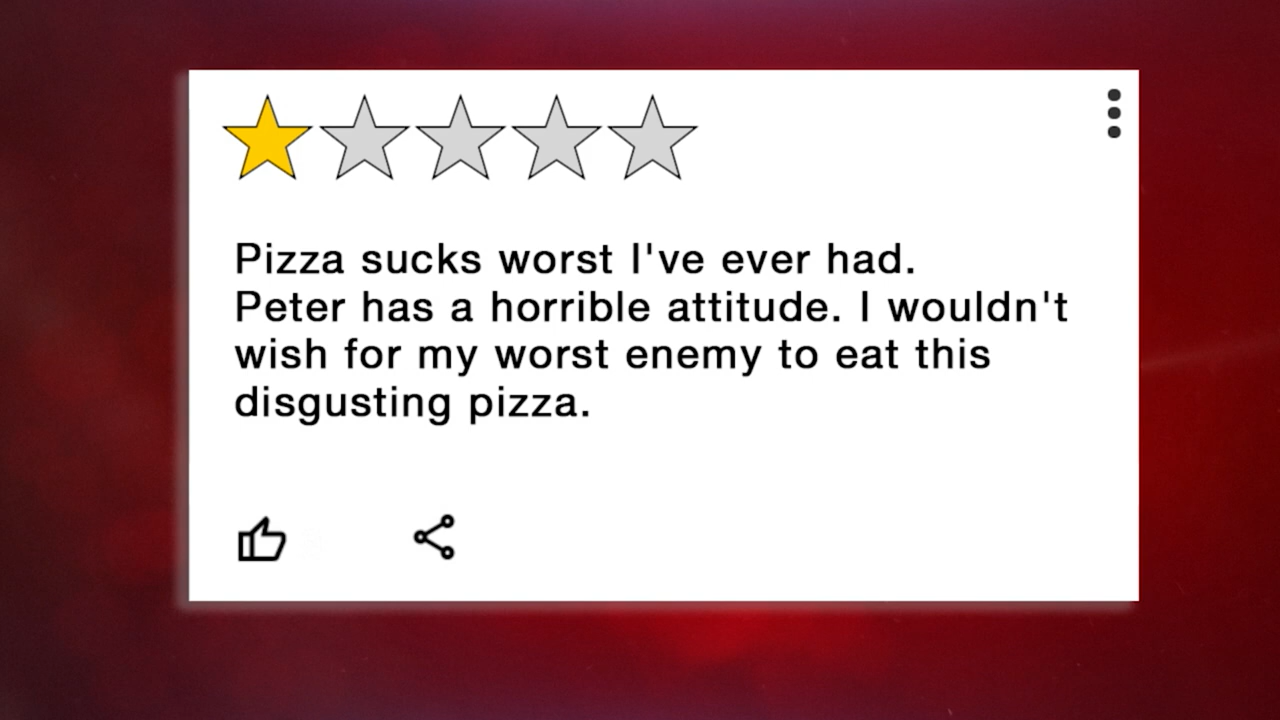 Pizza sucks worst I've ever had.
Peter has a horrible attitude. I wouldn't
wish for my worst enemy to eat this
disgusting pizza.